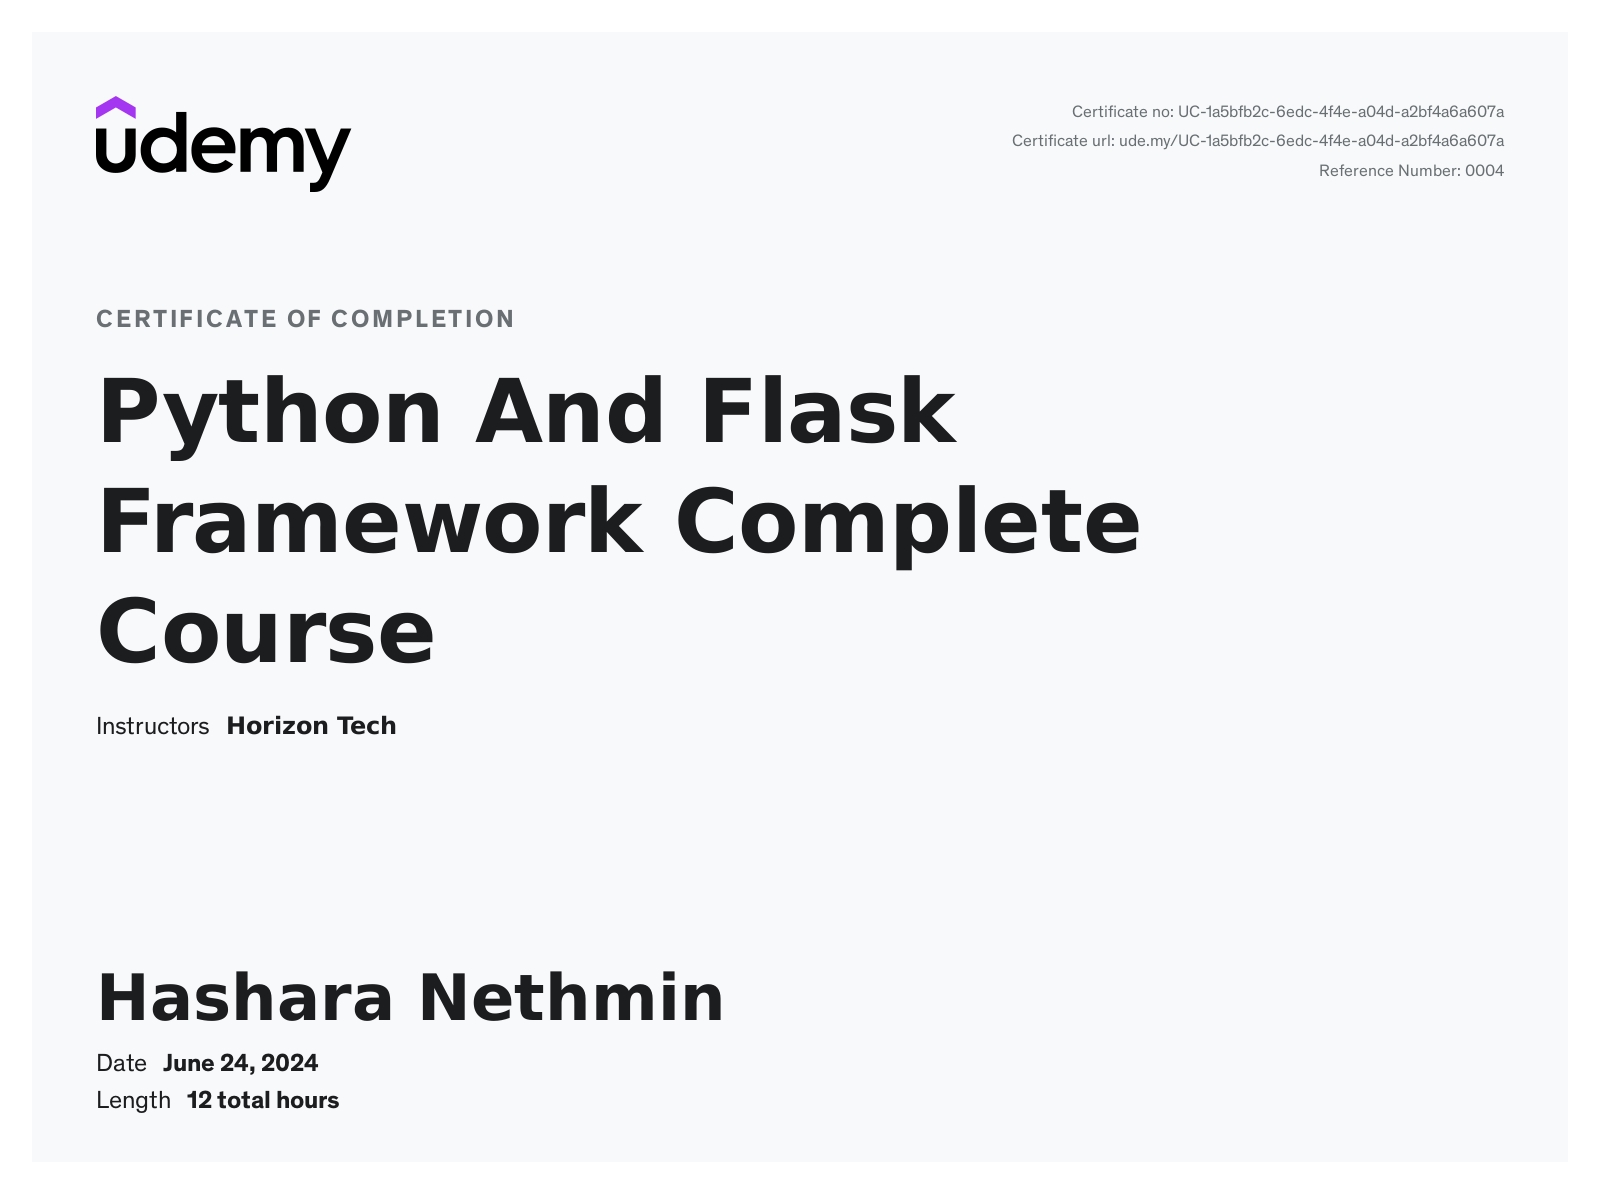 udemy
Certificate no: UC-1a5bfb2c-6edc-4f4e-a04d-a2bf4a6a607a
Certificate url: ude.my/UC-1a5bfb2c-6edc-4f4e-a04d-a2bf4a6a607a
Reference Number: 0004
CERTIFICATE OF COMPLETION
Python And Flask
Framework Complete
Course
Instructors Horizon Tech
Hashara Nethmin
Date June 24, 2024
Length 12 total hours